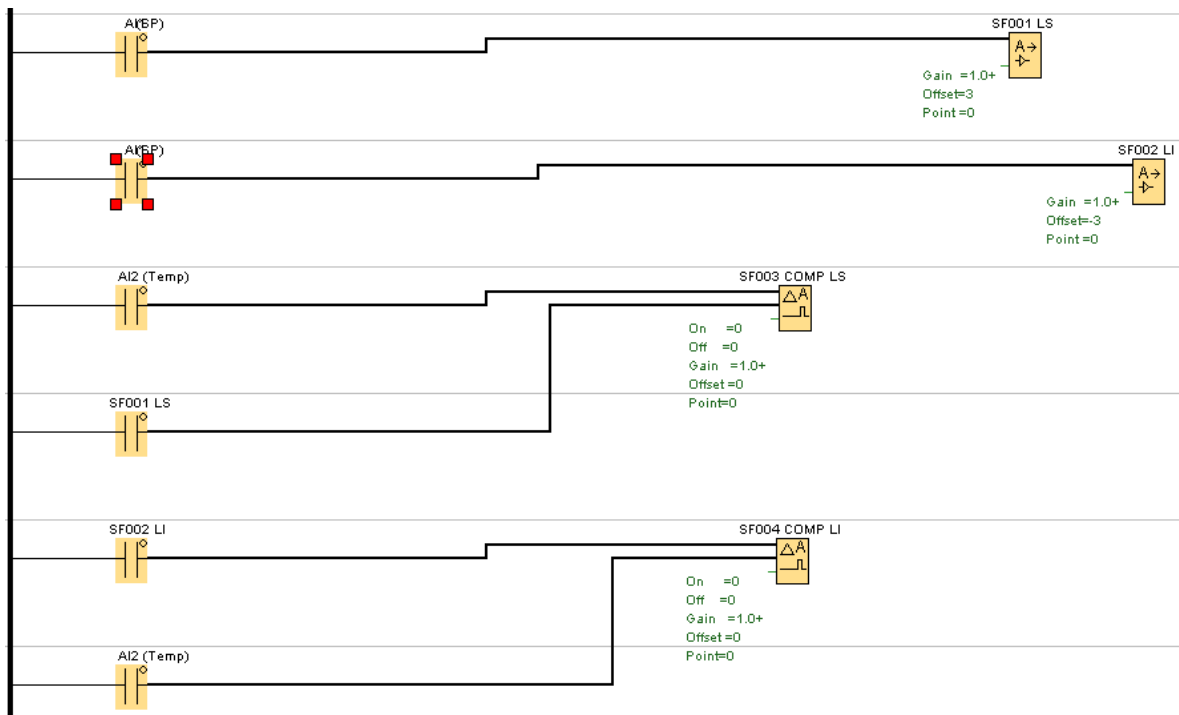 AI(SP)
SF001 LS
A→
Gain =1.0+
Offset=3
Point =0
AI(SP)
SF002 LI
A→
Gain =1.0+
Offset=-3
Point =0
AI2 (Temp)
SF003 COMP LS
△A
On =0
Off =0
Gain =1.0+
Offset =0
Point=0
SF001 LS
SF002 LI
SF004 COMP LI
△A
On =0
Off =0
Gain =1.0+
Offset =0
Point=0
AI2 (Temp)